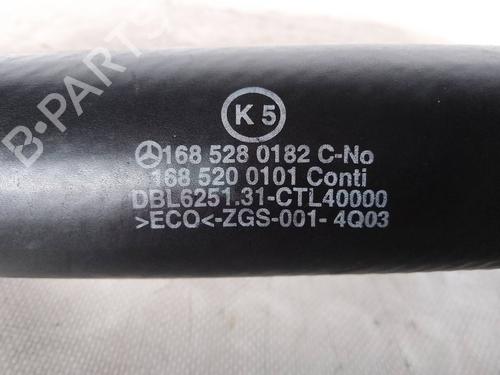 K 5
168 528 0182 C-No
168 520 0101 Conti
DBL6251.31-CTL40000
>ECO<-ZGS-001- 4Q03
B-PARTS